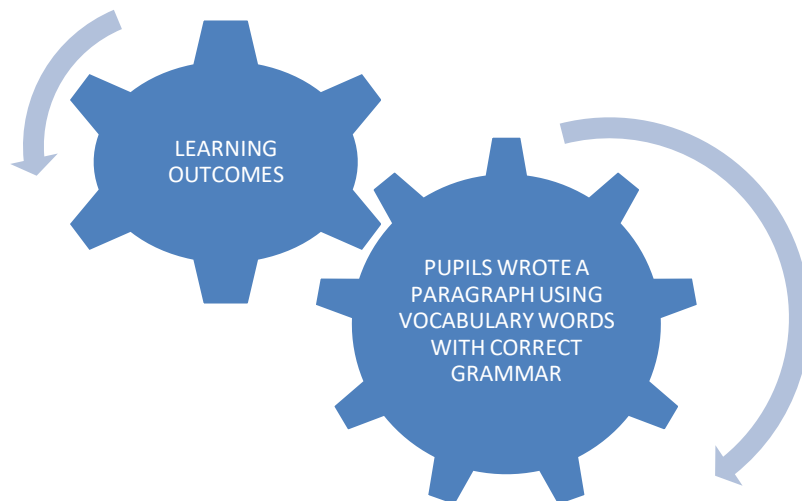 LEARNING
OUTCOMES
PUPILS WROTE A
PARAGRAPH USING
VOCABULARY WORDS
WITH CORRECT
GRAMMAR